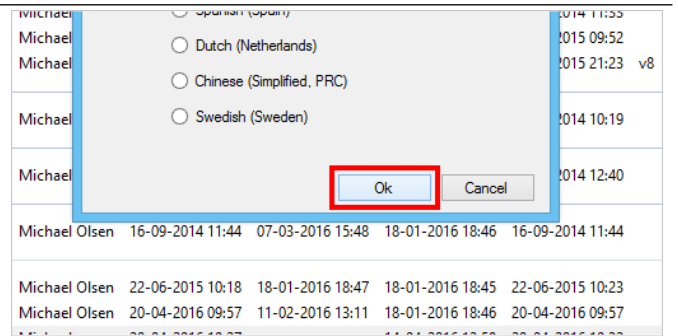 Michael Spanish (Spain) 2014 11:53
Michael Dutch (Netherlands) 2015 09:52
Michael 2015 21:23 v8
Chinese (Simplified, PRC)
Michael Swedish (Sweden) 2014 10:19
Michael Ok Cancel 2014 12:40
Michael Olsen 16-09-2014 11:44 07-03-2016 15:48 18-01-2016 18:46 16-09-2014 11:44
Michael Olsen 22-06-2015 10:18 18-01-2016 18:47 18-01-2016 18:45 22-06-2015 10:23
Michael Olsen 20-04-2016 09:57 11-02-2016 13:11 18-01-2016 18:46 20-04-2016 09:57